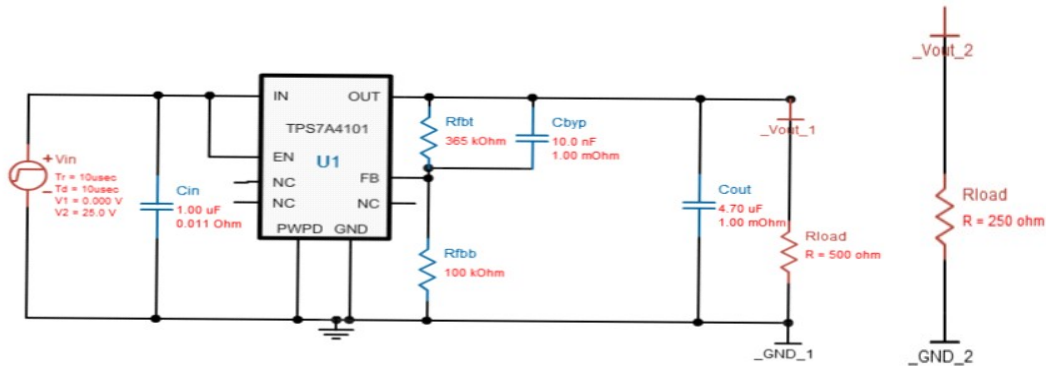 Vin
Tr = 10usec
Td = 10usec
V1 = 0.000 V
V2 = 25.0 V
Cin
1.00 uF
0.011 Ohm
IN
OUT
TPS7A4101
EN
U1
NC
FB
NC
NC
PWPD
GND
Rfbt
365 kOhm
Cbyp
10.0 nF
1.00 mOhm
Rfbb
100 kOhm
Cout
4.70 uF
1.00 mOhm
_Vout_1
Rload
R = 500 ohm
_GND_1
_Vout_2
Rload
R = 250 ohm
_GND_2